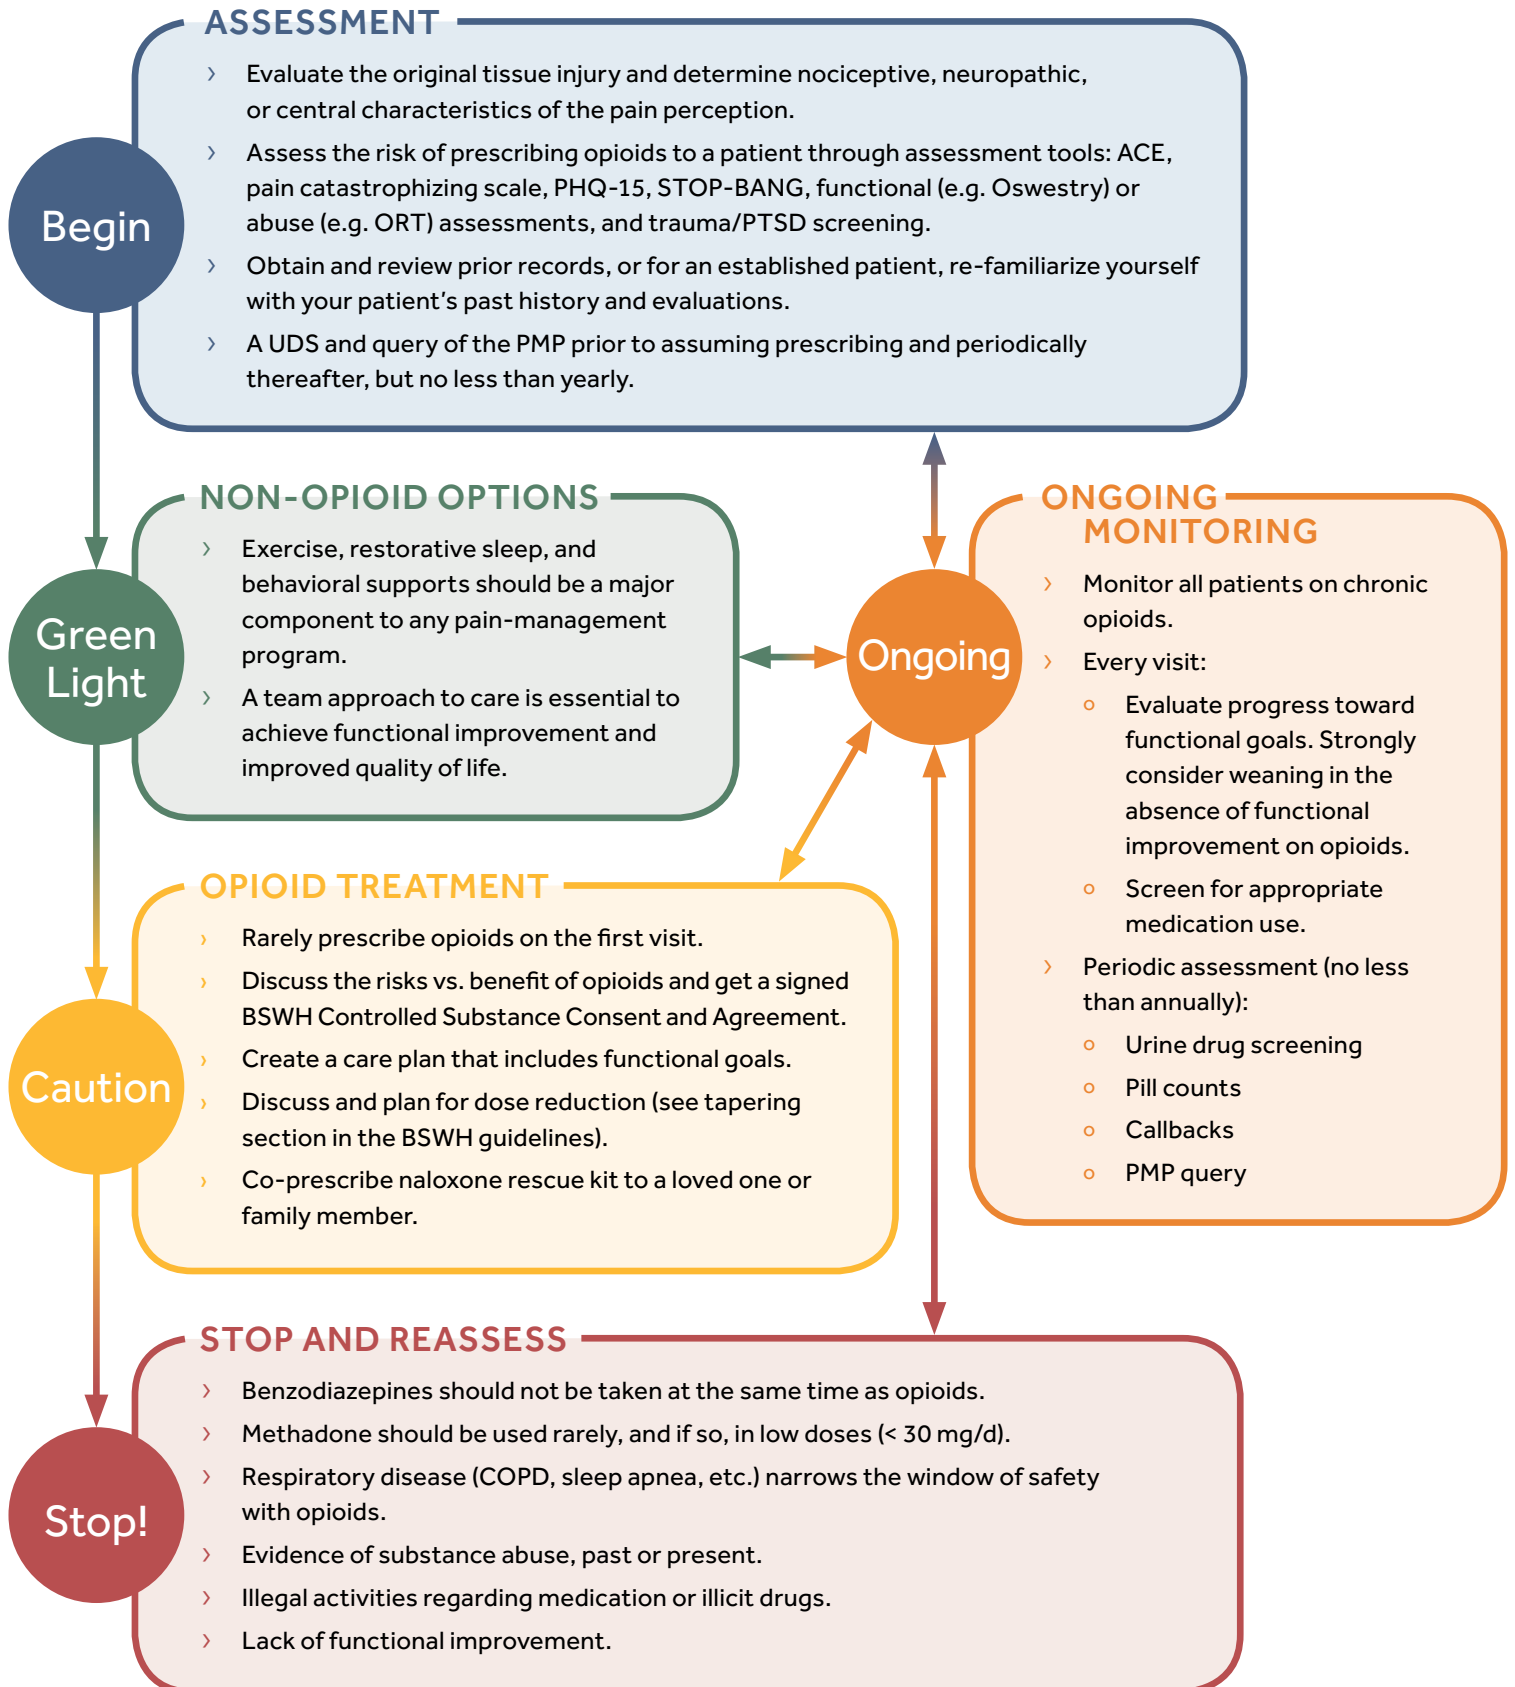 ASSESSMENT
› Evaluate the original tissue injury and determine nociceptive, neuropathic,
or central characteristics of the pain perception.
› Assess the risk of prescribing opioids to a patient through assessment tools: ACE,
pain catastrophizing scale, PHQ-15, STOP-BANG, functional (e.g. Oswestry) or
abuse (e.g. ORT) assessments, and trauma/PTSD screening.
› Obtain and review prior records, or for an established patient, re-familiarize yourself
with your patient's past history and evaluations.
› A UDS and query of the PMP prior to assuming prescribing and periodically
thereafter, but no less than yearly.
Begin
NON-OPIOID OPTIONS
› Exercise, restorative sleep, and
behavioral supports should be a major
component to any pain-management
program.
› A team approach to care is essential to
achieve functional improvement and
improved quality of life.
Green
Light
Ongoing
ONGOING
MONITORING
› Monitor all patients on chronic
opioids.
› Every visit:
o Evaluate progress toward
functional goals. Strongly
consider weaning in the
absence of functional
improvement on opioids.
o Screen for appropriate
medication use.
› Periodic assessment (no less
than annually):
o Urine drug screening
o Pill counts
o Callbacks
o PMP query
OPIOID TREATMENT
› Rarely prescribe opioids on the first visit.
› Discuss the risks vs. benefit of opioids and get a signed
BSWH Controlled Substance Consent and Agreement.
› Create a care plan that includes functional goals.
› Discuss and plan for dose reduction (see tapering
section in the BSWH guidelines).
› Co-prescribe naloxone rescue kit to a loved one or
family member.
Caution
STOP AND REASSESS
› Benzodiazepines should not be taken at the same time as opioids.
› Methadone should be used rarely, and if so, in low doses (< 30 mg/d).
› Respiratory disease (COPD, sleep apnea, etc.) narrows the window of safety
with opioids.
› Evidence of substance abuse, past or present.
› Illegal activities regarding medication or illicit drugs.
› Lack of functional improvement.
Stop!